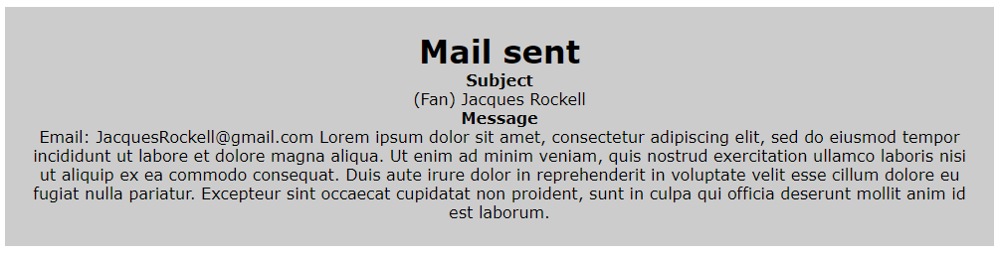 Mail sent
Subject
(Fan) Jacques Rockell
Message
Email: JacquesRockell@gmail.com Lorem ipsum dolor sit amet, consectetur adipiscing elit, sed do eiusmod tempor
incididunt ut labore et dolore magna aliqua. Ut enim ad minim veniam, quis nostrud exercitation ullamco laboris nisi
ut aliquip ex ea commodo consequat. Duis aute irure dolor in reprehenderit in voluptate velit esse cillum dolore eu
fugiat nulla pariatur. Excepteur sint occaecat cupidatat non proident, sunt in culpa qui officia deserunt mollit anim id
est laborum.